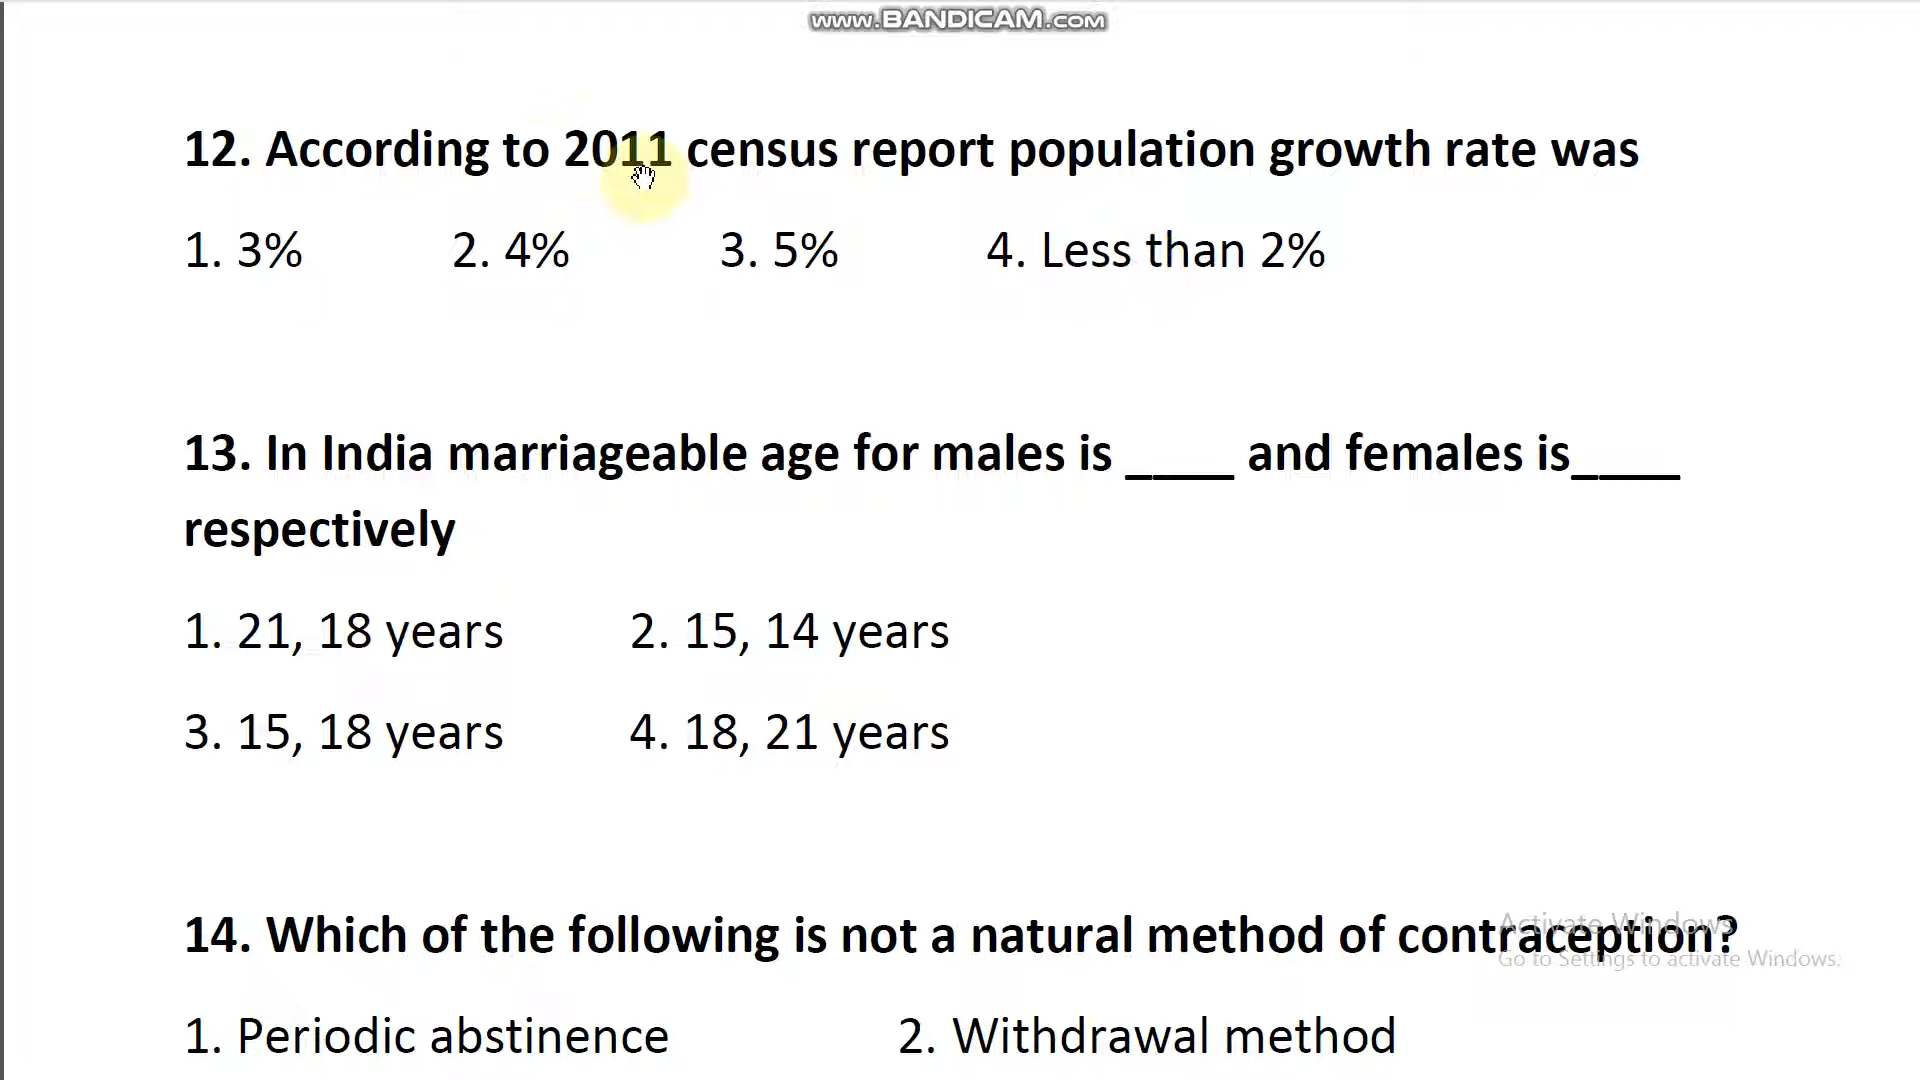 www.BANDICAM.com
12. According to 2011 census report population growth rate was
1. 3% 2. 4% 3. 5% 4. Less than 2%
13. In India marriageable age for males is ____ and females is____
respectively
1. 21, 18 years 2. 15, 14 years
3. 15, 18 years 4. 18, 21 years
14. Which of the following is not a natural method of contraception?
Activate Windows
Go to Settings to activate Windows.
1. Periodic abstinence 2. Withdrawal method